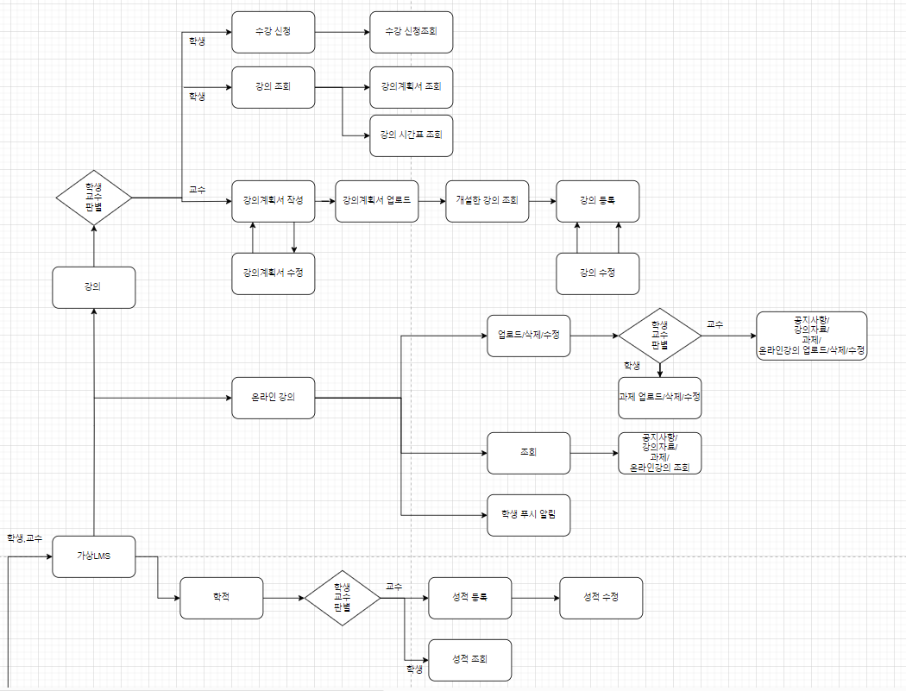 수강 신청
수강 신청조회
학생
강의 조회
강의계획서 조회
학생
강의 시간표 조회
학생
교수
판별
교수
강의계획서 작성
강의계획서 업로드
개설한 강의 조회
강의 등록
강의계획서 수정
강의 수정
강의
업로드/삭제/수정
학생
교수
판별
교수
공지사항/
강의자료/
과제/
온라인강의 업로드/삭제/수정
학생
과제 업로드/삭제/수정
온라인 강의
조회
공지사항/
강의자료/
과제/
온라인강의 조회
학생 푸시 알림
학생,교수
가상LMS
학적
학생
교수
판별
교수
성적 등록
성적 수정
학생
성적 조회